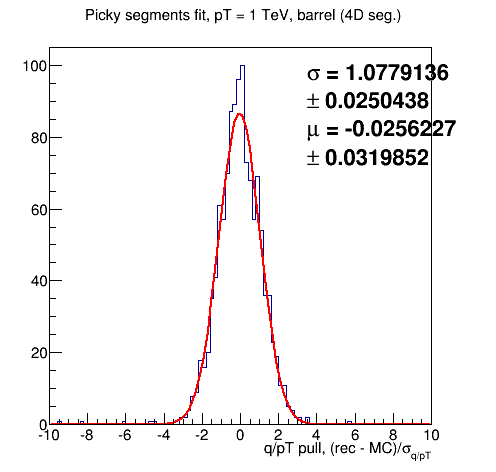 Picky segments fit, pT = 1 TeV, barrel (4D seg.)
σ = 1.0779136
± 0.0250438
μ = -0.0256227
± 0.0319852
100
80
60
40
20
0
-10 -8 -6 -4 -2 0 2 4 6 8 10
q/pT pull, (rec - MC)/σq/pT